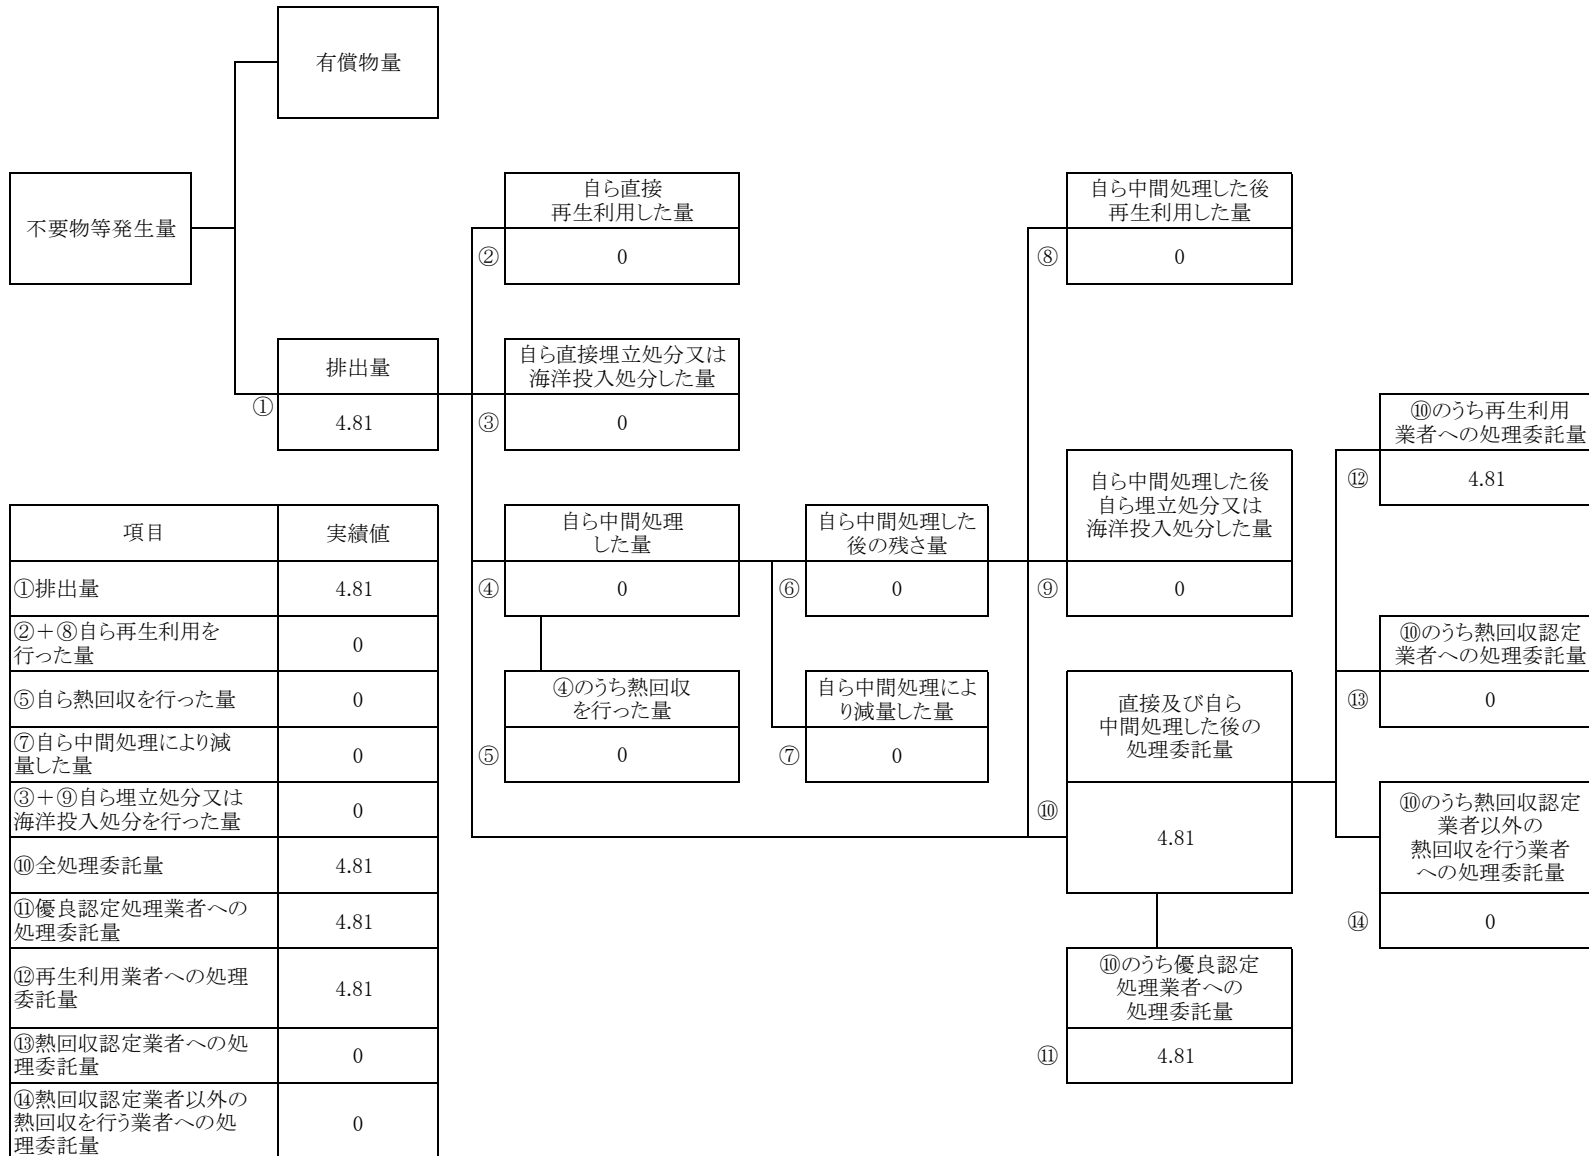 有償物量
不要物等発生量
自ら直接
再生利用した量
②
0
自ら中間処理した後
再生利用した量
⑧
0
排出量
①
4.81
自ら直接埋立処分又は
海洋投入処分した量
③
0
⑩のうち再生利用
業者への処理委託量
⑫
4.81
自ら中間処理
した量
④
0
自ら中間処理した
後の残さ量
⑥
0
自ら中間処理した後
自ら埋立処分又は
海洋投入処分した量
⑨
0
⑩のうち熱回収認定
業者への処理委託量
⑬
0
④のうち熱回収
を行った量
⑤
0
自ら中間処理によ
り減量した量
⑦
0
直接及び自ら
中間処理した後の
処理委託量
⑩
4.81
⑩のうち熱回収認定
業者以外の
熱回収を行う業者
への処理委託量
⑭
0
⑩のうち優良認定
処理業者への
処理委託量
⑪
4.81
項目
実績値
①排出量
4.81
②+⑧自ら再生利用を
行った量
0
⑤自ら熱回収を行った量
0
⑦自ら中間処理により減
量した量
0
③+⑨自ら埋立処分又は
海洋投入処分を行った量
0
⑩全処理委託量
4.81
⑪優良認定処理業者への
処理委託量
4.81
⑫再生利用業者への処理
委託量
4.81
⑬熱回収認定業者への処
理委託量
0
⑭熱回収認定業者以外の
熱回収を行う業者への処
理委託量
0